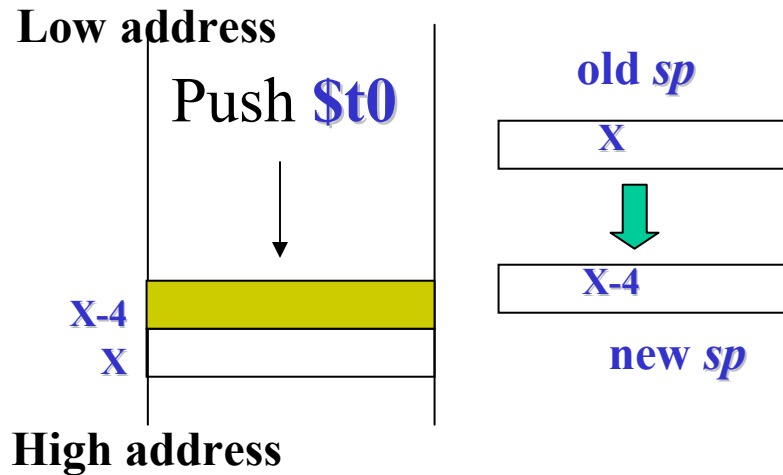 Low address
Push $t0
X-4
X
High address
old sp
X
X-4
new sp